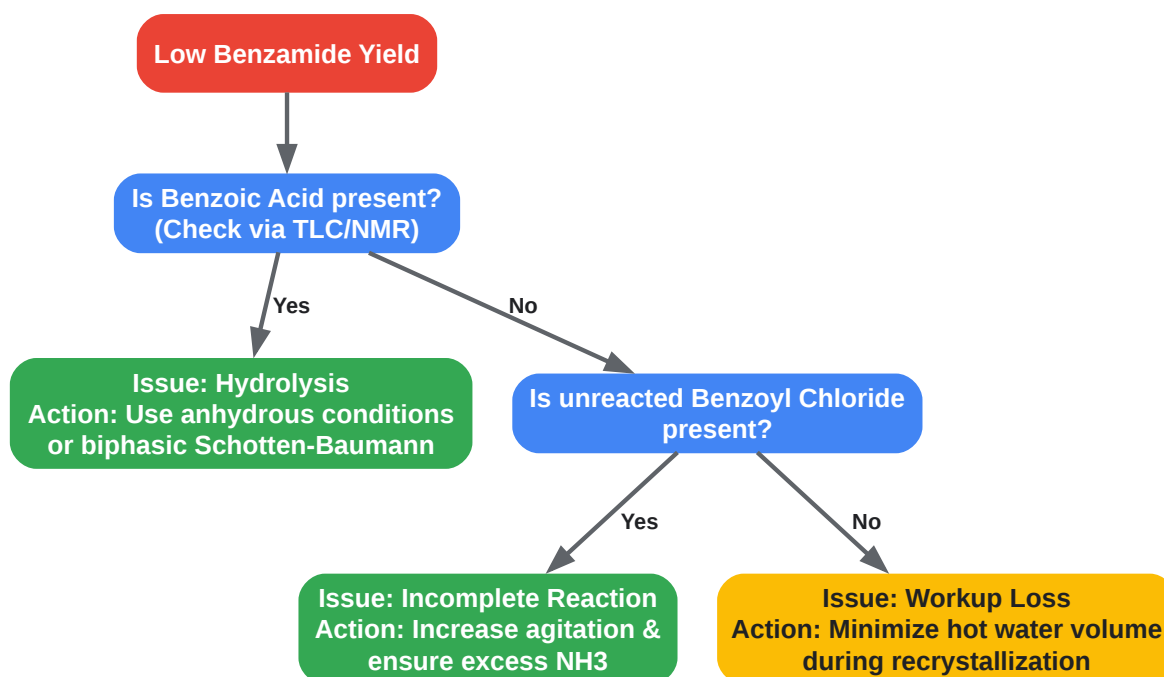 Low Benzamide Yield
Is Benzoic Acid present?
(Check via TLC/NMR)
Yes
No
Issue: Hydrolysis
Action: Use anhydrous conditions
or biphasic Schotten-Baumann
Is unreacted Benzoyl Chloride
present?
Yes
No
Issue: Incomplete Reaction
Action: Increase agitation &
ensure excess NH3
Issue: Workup Loss
Action: Minimize hot water volume
during recrystallization